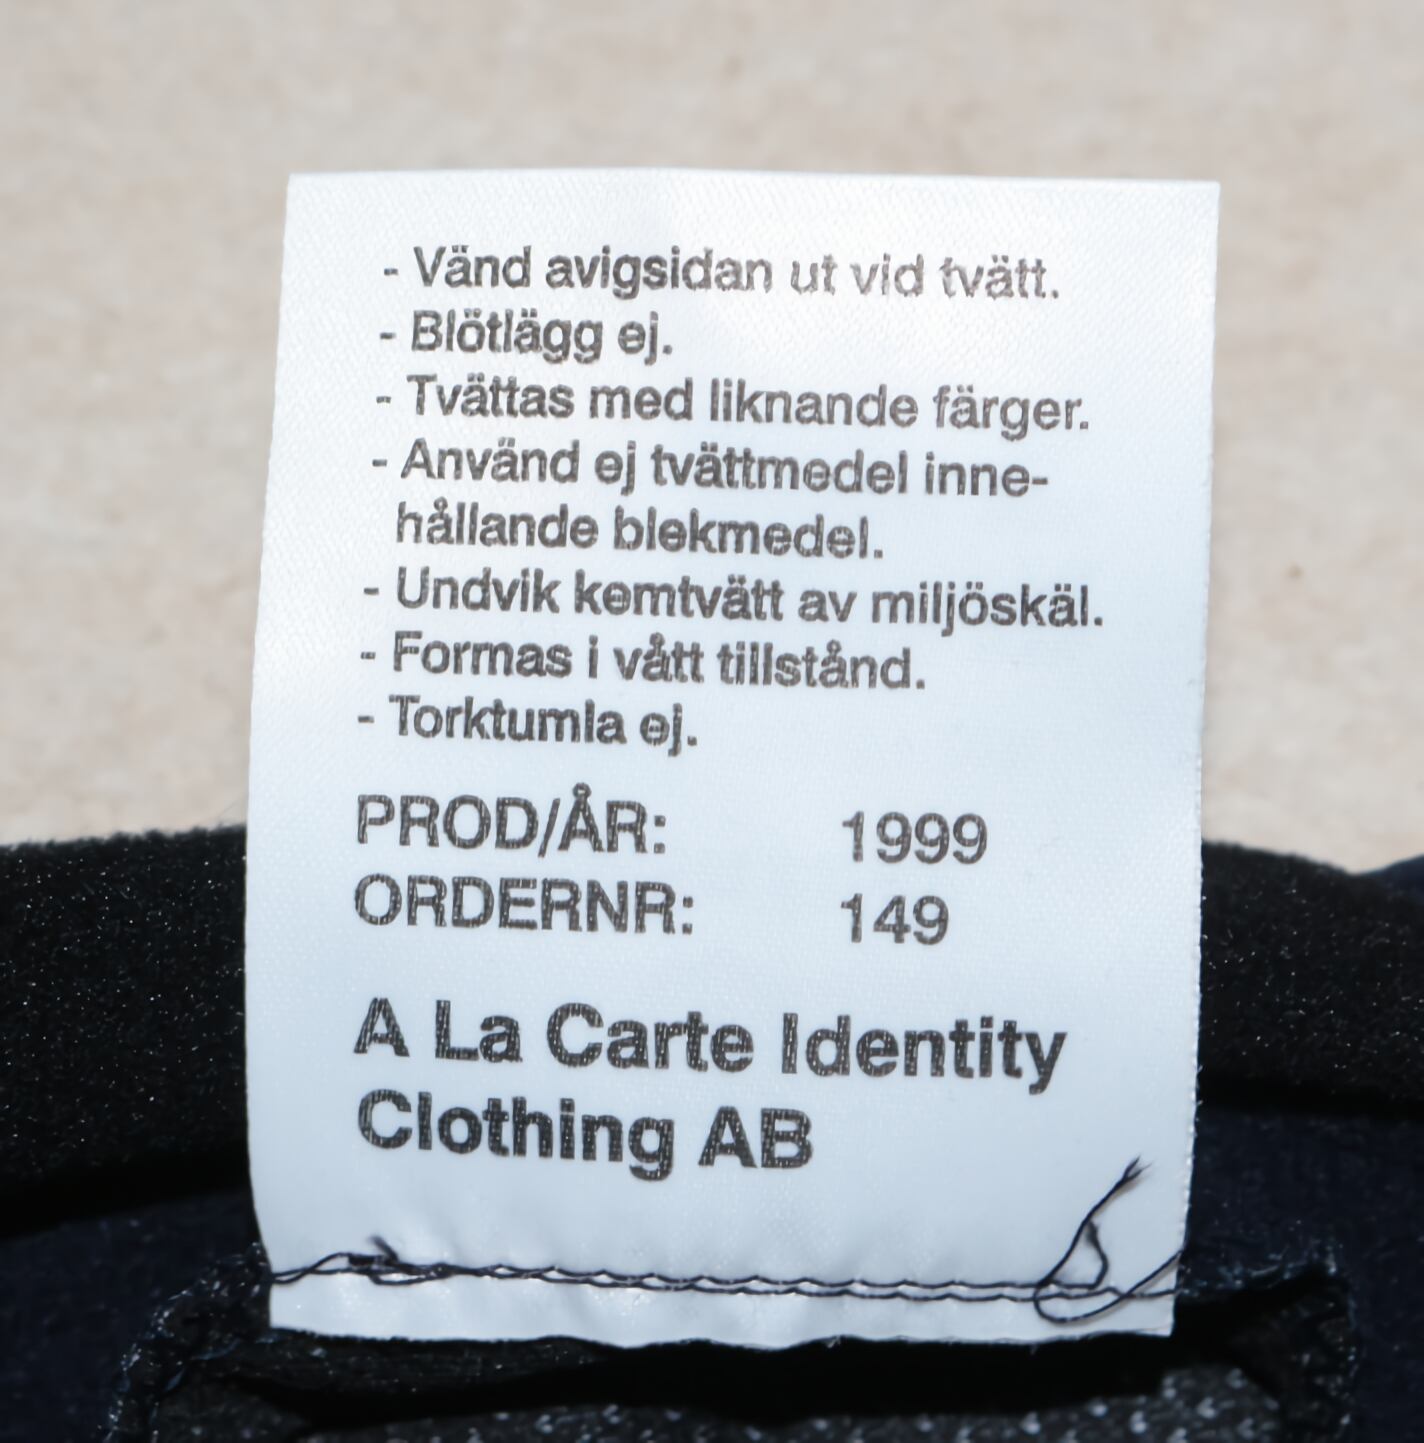 - Vänd avigsidan ut vid tvätt.
- Blötlägg ej.
- Tvättas med liknande färger.
- Använd ej tvättmedel inne-
hållande blekmedel.
- Undvik kemtvätt av miljöskäl.
- Formas i vått tillstånd.
- Torktumla ej.
PROD/ÅR: 1999
ORDERNR: 149
A La Carte Identity
Clothing AB